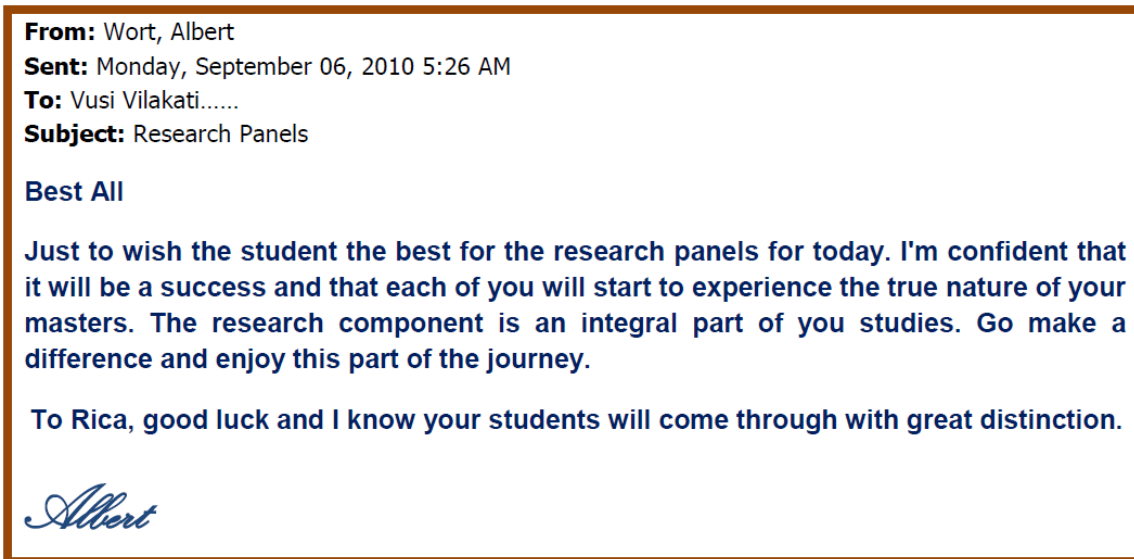 From: Wort, Albert
Sent: Monday, September 06, 2010 5:26 AM
To: Vusi Vilakati......
Subject: Research Panels
Best All
Just to wish the student the best for the research panels for today. I'm confident that
it will be a success and that each of you will start to experience the true nature of your
masters. The research component is an integral part of you studies. Go make a
difference and enjoy this part of the journey.
To Rica, good luck and I know your students will come through with great distinction.
Albert